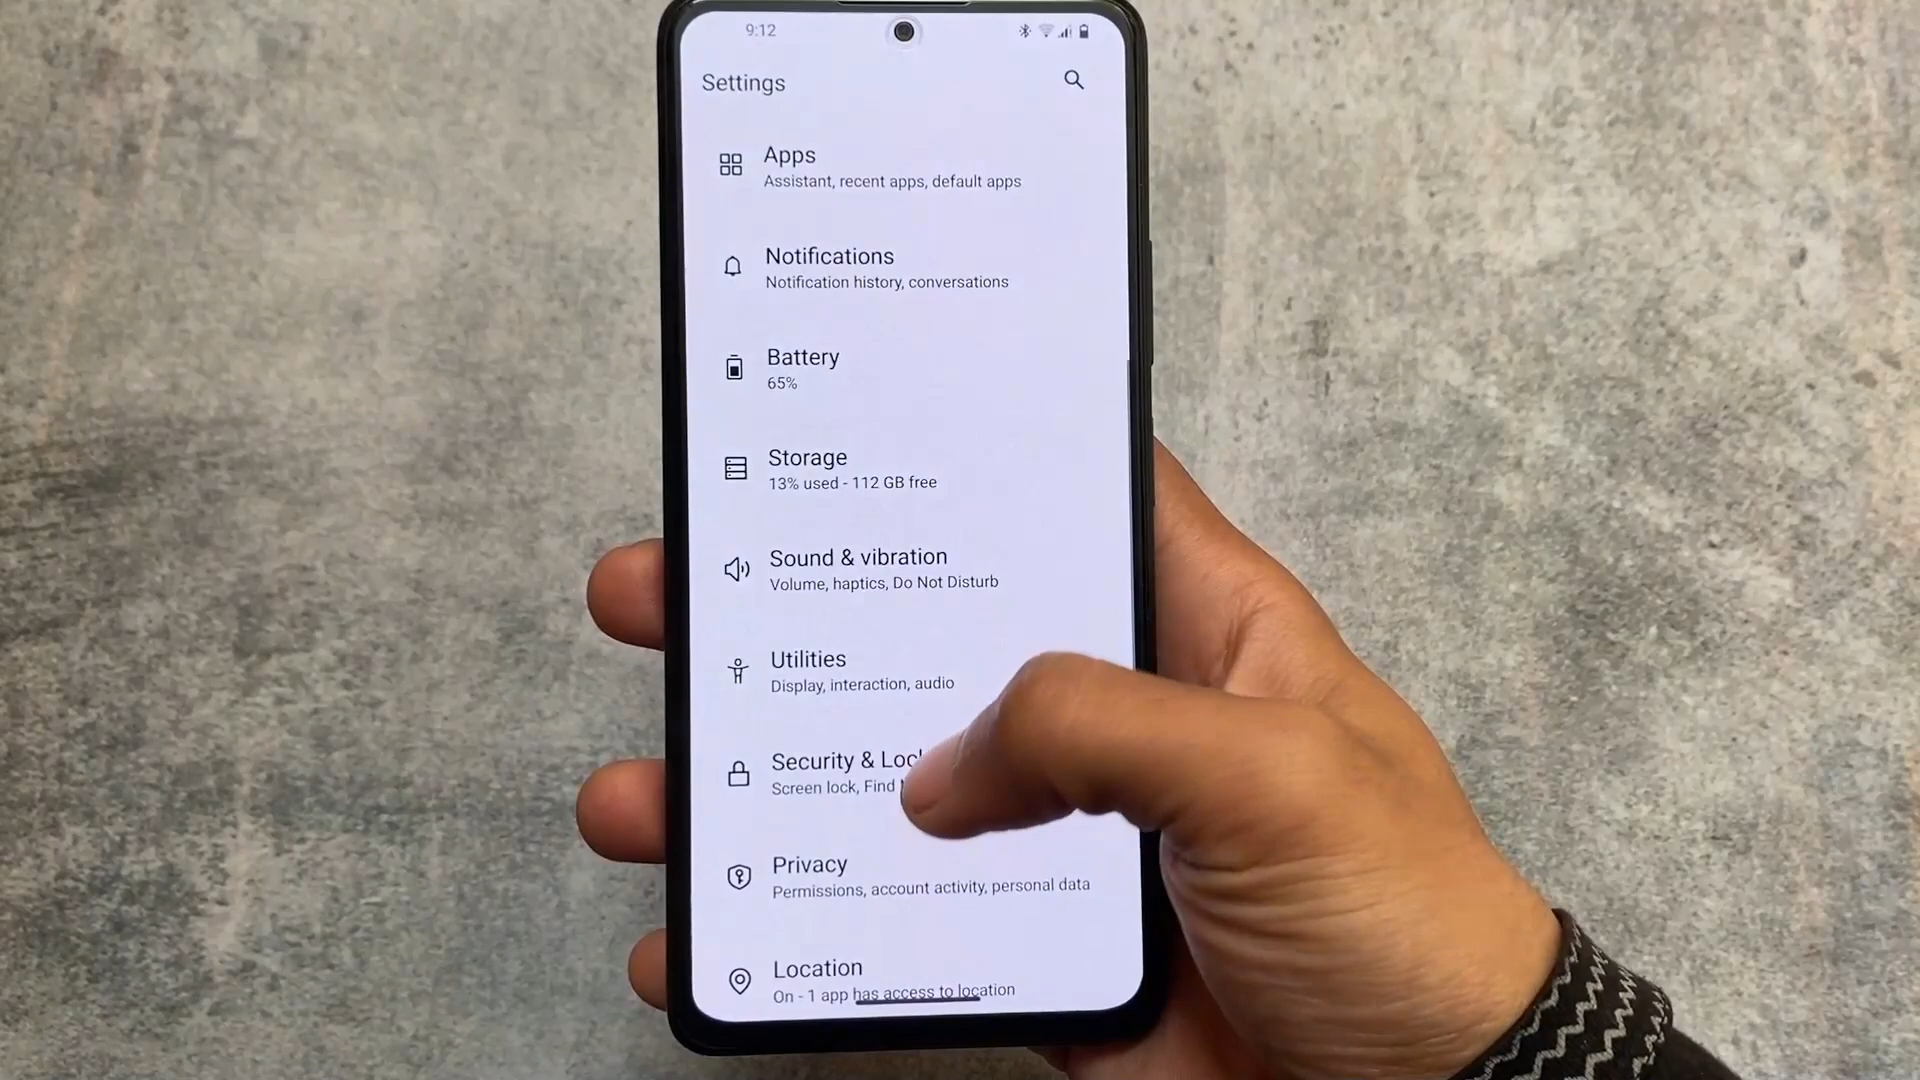 9:12
Settings
Apps
Assistant, recent apps, default apps
Notifications
Notification history, conversations
Battery
65%
Storage
13% used - 112 GB free
Sound & vibration
Volume, haptics, Do Not Disturb
Utilities
Display, interaction, audio
Security &
Screen lock, Find
Privacy
Permissions, account activity, personal data
Location
On - 1 app has access to location